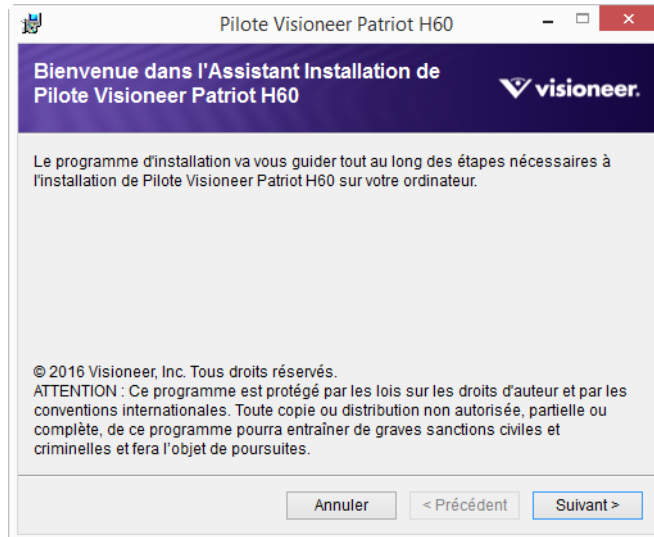 Pilote Visioneer Patriot H60
Bienvenue dans l'Assistant Installation de
Pilote Visioneer Patriot H60
visioneer.
Le programme d'installation va vous guider tout au long des étapes nécessaires à
l'installation de Pilote Visioneer Patriot H60 sur votre ordinateur.
© 2016 Visioneer, Inc. Tous droits réservés.
ATTENTION : Ce programme est protégé par les lois sur les droits d'auteur et par les
conventions internationales. Toute copie ou distribution non autorisée, partielle ou
complète, de ce programme pourra entraîner de graves sanctions civiles et
criminelles et fera l’objet de poursuites.
Annuler
< Précédent
Suivant >